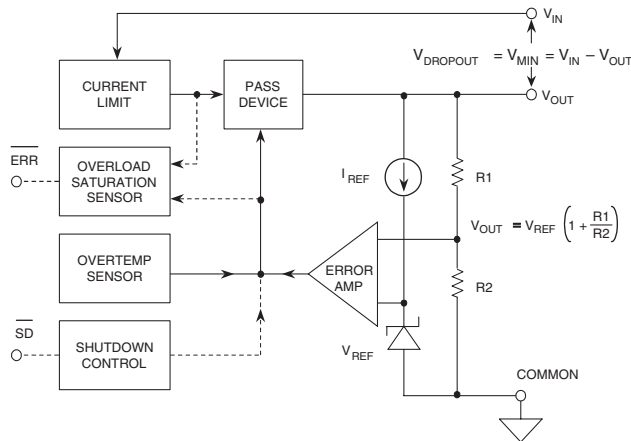 V_IN
V_DROPOUT = V_MIN = V_IN – V_OUT
CURRENT LIMIT
PASS DEVICE
V_OUT
ERR
OVERLOAD
SATURATION
SENSOR
I_REF
R1
V_OUT = V_REF (1 + R1/R2)
OVERTEMP
SENSOR
ERROR
AMP
R2
SD
SHUTDOWN
CONTROL
V_REF
COMMON